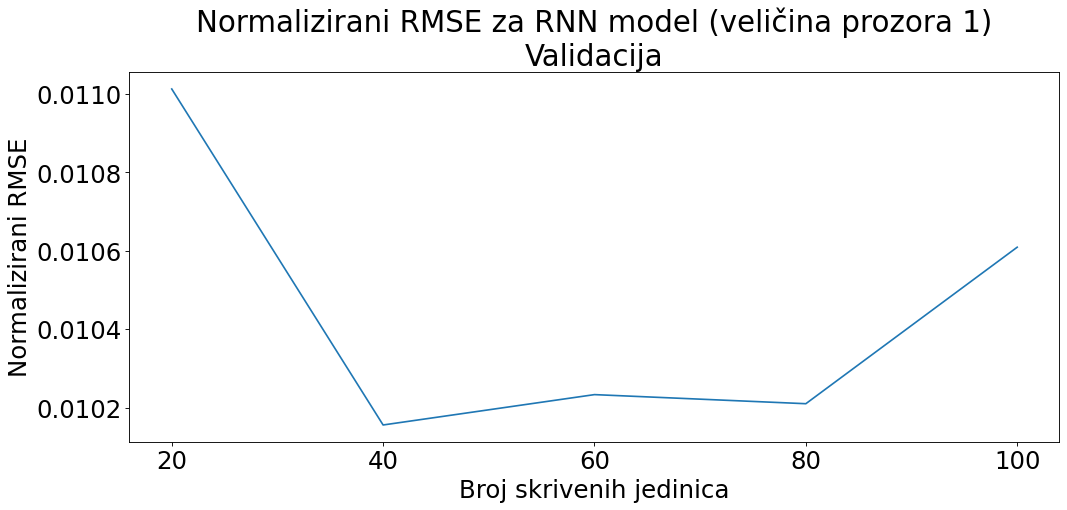 Normalizirani RMSE za RNN model (veličina prozora 1)
Validacija
Normalizirani RMSE
0.0110
0.0108
0.0106
0.0104
0.0102
20 40 60 80 100
Broj skrivenih jedinica